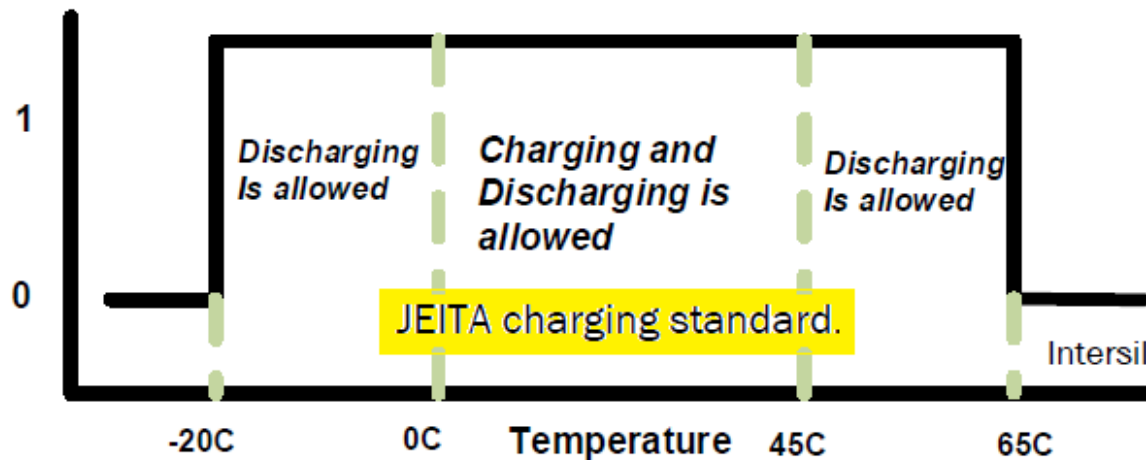 1
Discharging
Is allowed
Charging and
Discharging is
allowed
Discharging
Is allowed
0
JEITA charging standard.
Intersil
-20C
0C
Temperature
45C
65C